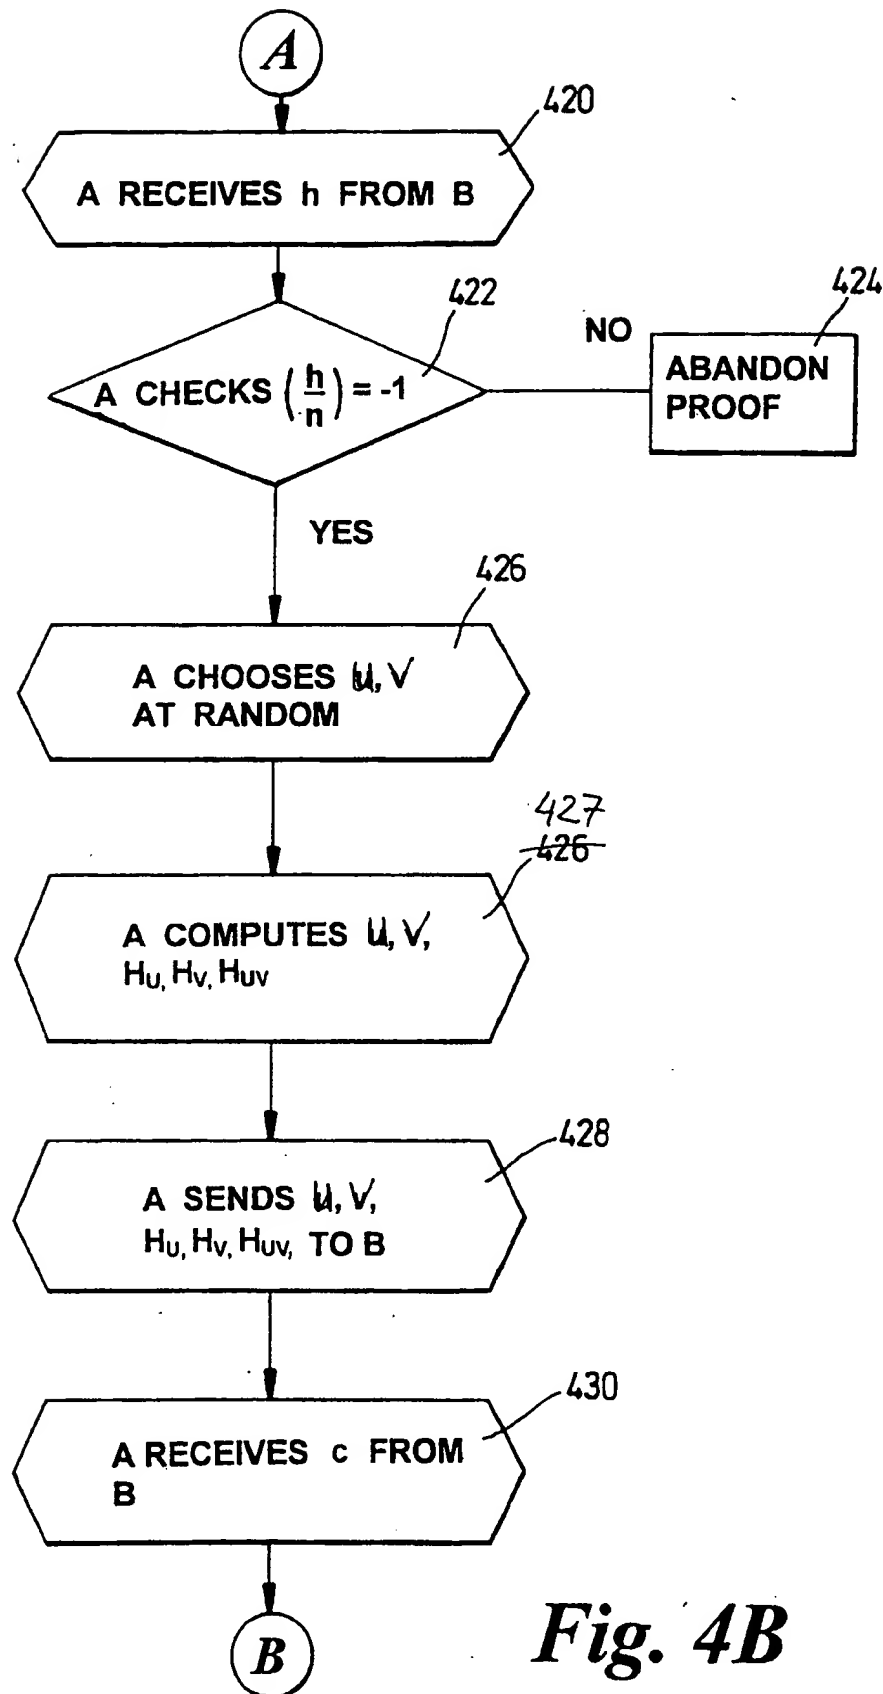 A
420
A RECEIVES h FROM B
422
424
NO
A CHECKS (h/n) = -1
ABANDON
PROOF
YES
426
A CHOOSES u, V
AT RANDOM
427
426
A COMPUTES U, V,
HU, HV, HUV
428
A SENDS U, V,
HU, HV, HUV, TO B
430
A RECEIVES c FROM
B
B
Fig. 4B